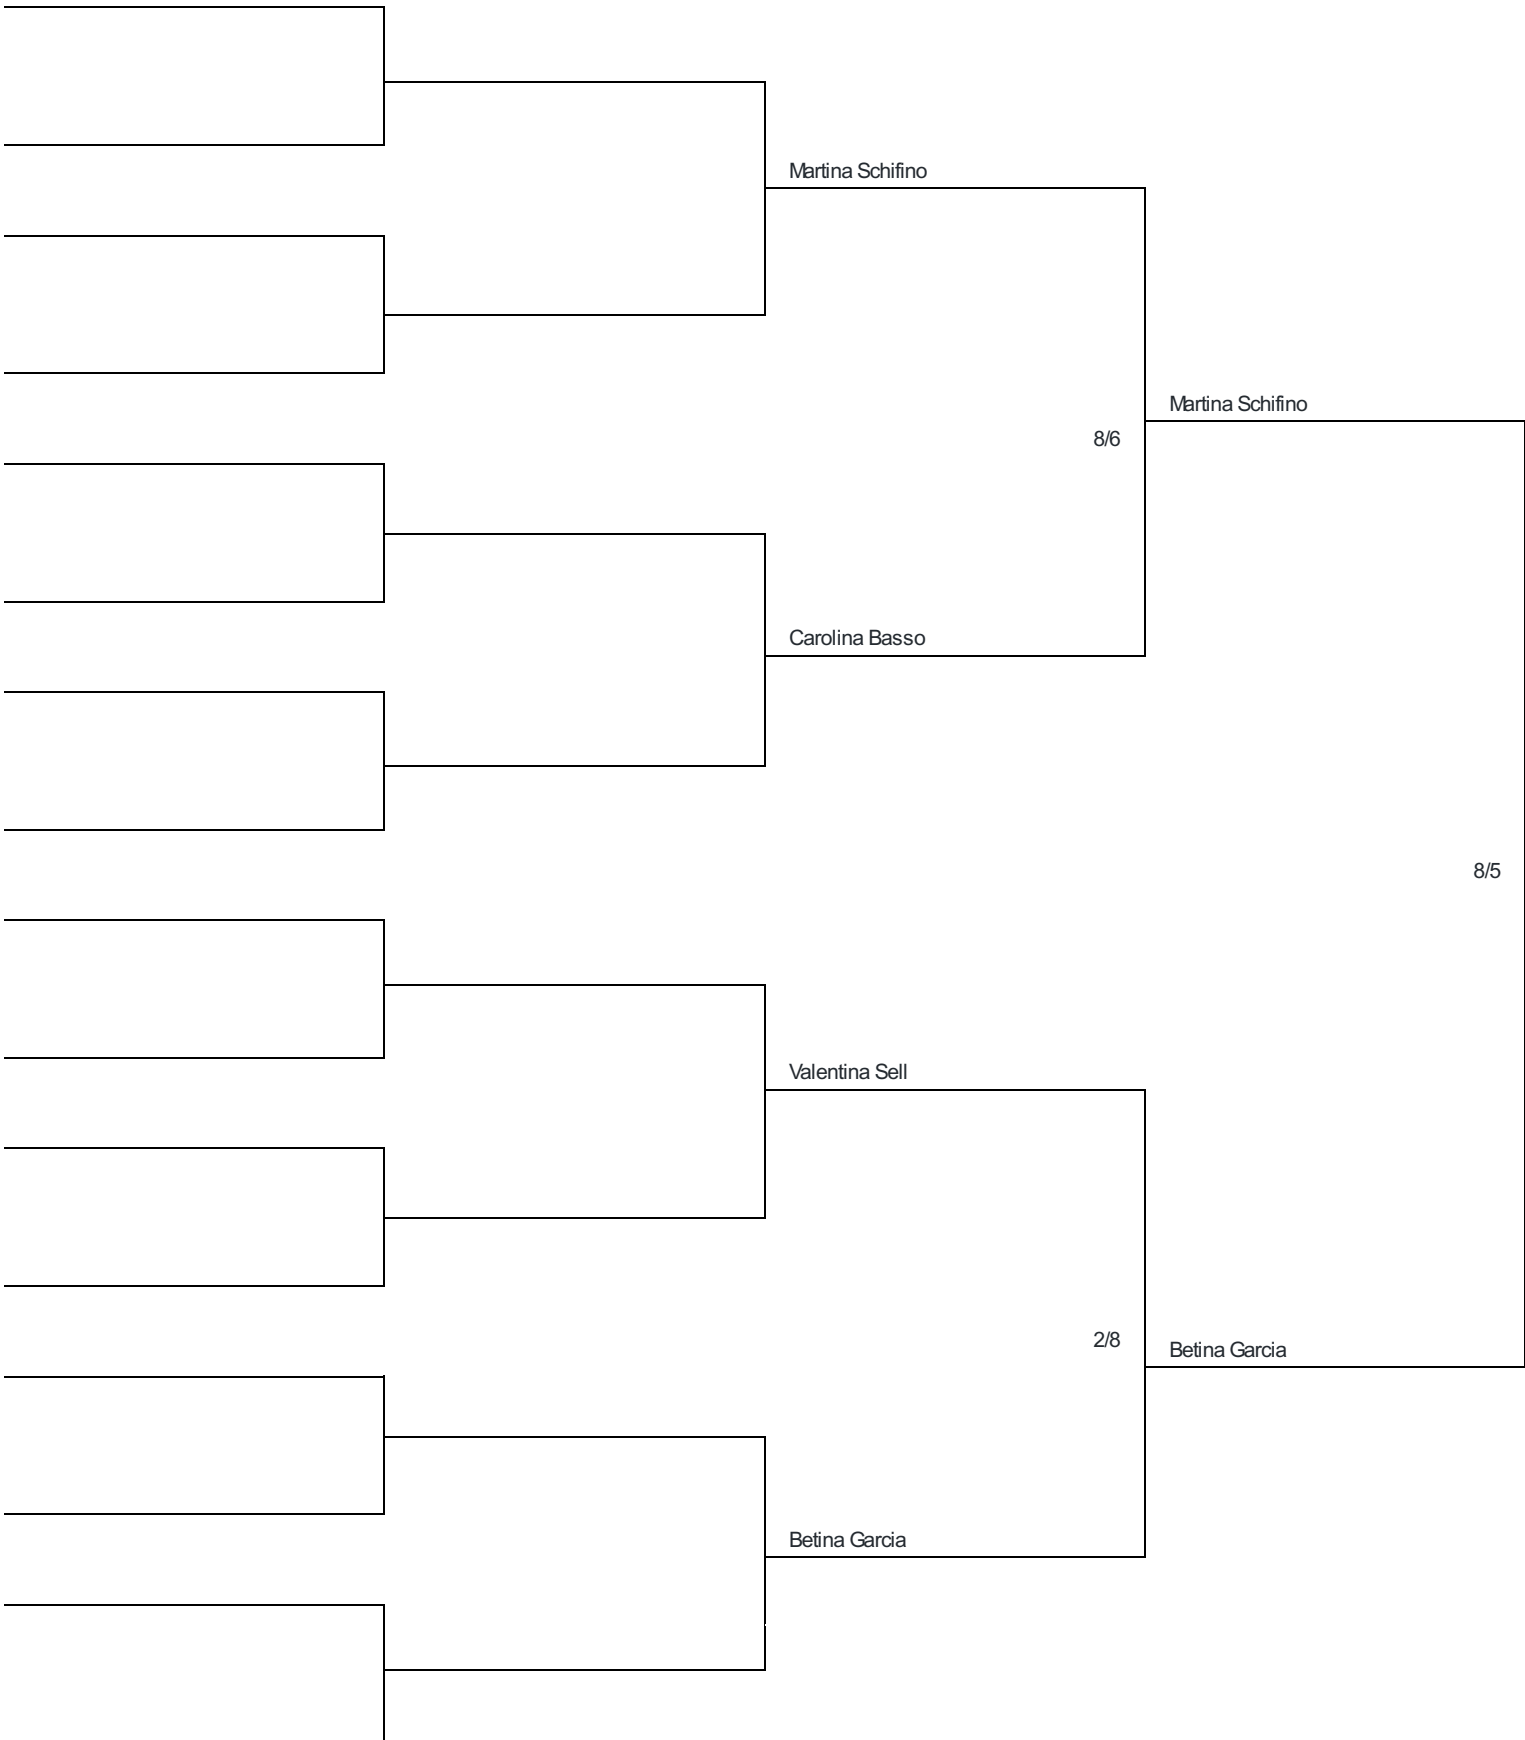 Martina Schifino
Martina Schifino
8/6
Carolina Basso
8/5
Valentina Sell
2/8
Betina Garcia
Betina Garcia